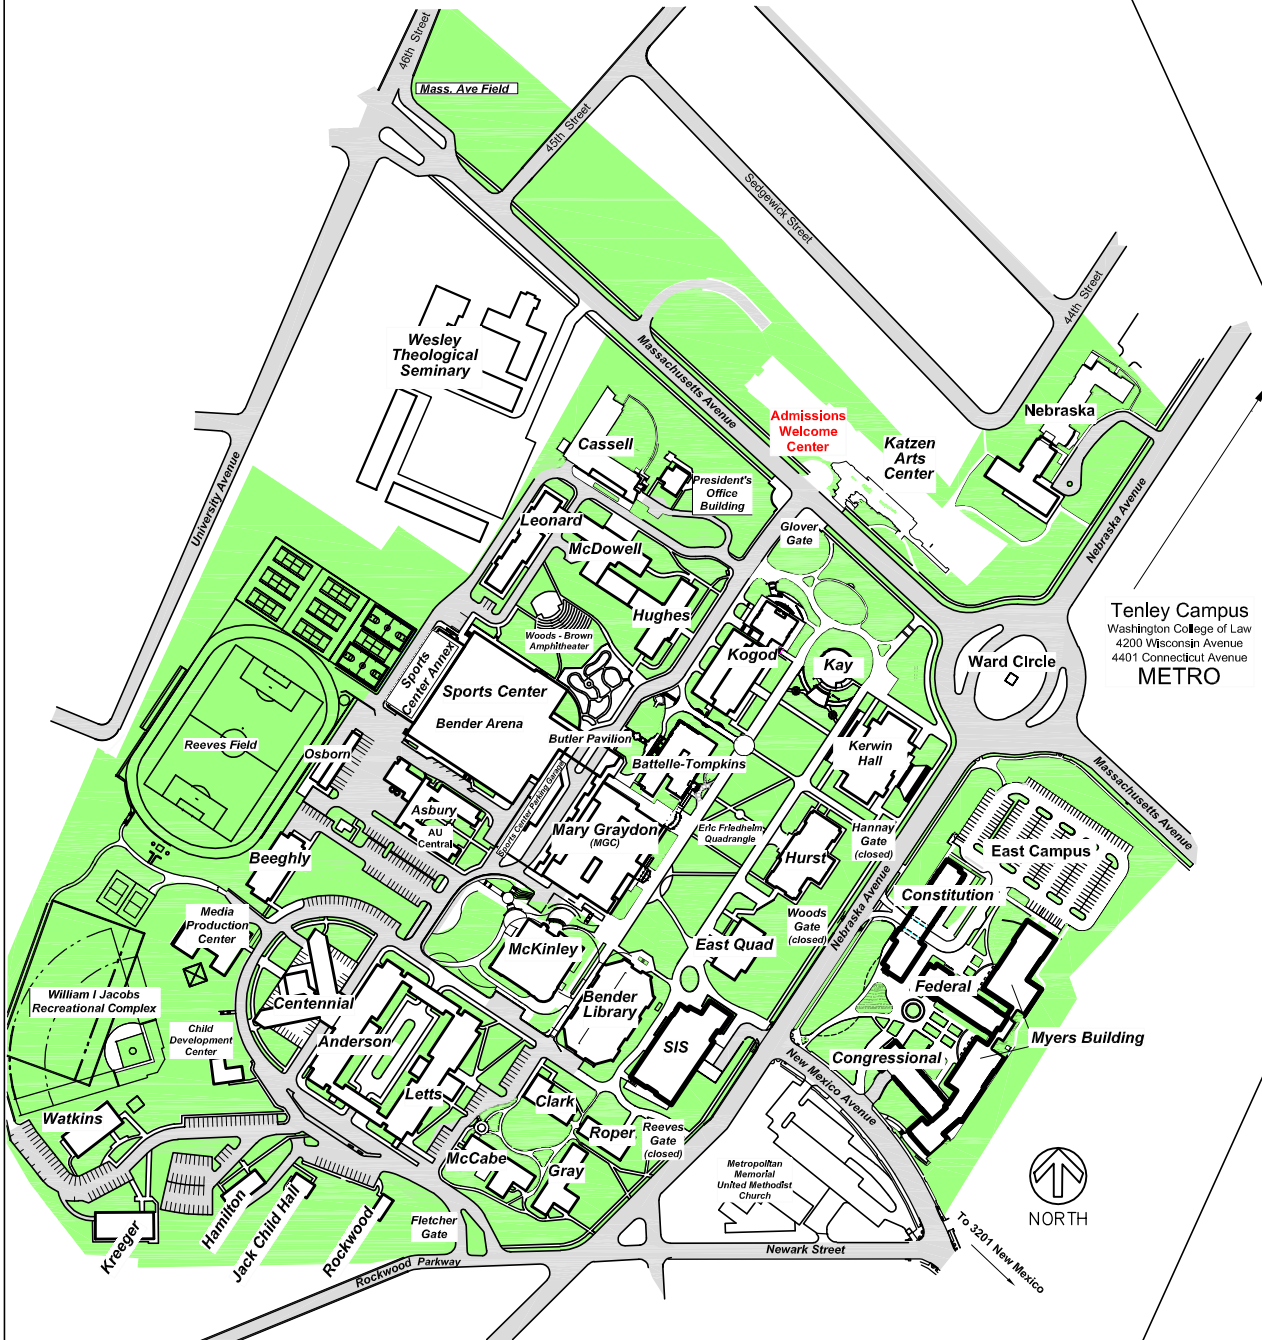 46th Street
Mass. Ave Field
45th Street
Sedgewick Street
44th Street
Wesley
Theological
Seminary
Massachusetts Avenue
Admissions
Welcome
Center
Katzen
Arts
Center
Nebraska
Cassell
President's
Office
Building
University Avenue
Nebraska Avenue
Leonard
McDowell
Glover
Gate
Hughes
Woods - Brown
Amphitheater
Tenley Campus
Washington College of Law
4200 Wisconsin Avenue
4401 Connecticut Avenue
METRO
Sports
Center Annex
Sports Center
Bender Arena
Kogod
Kay
Ward CIrcle
Reeves Field
Osborn
Butler Pavilion
Battelle-Tompkins
Kerwin
Hall
Massachusetts Avenue
Sports Center Parking Garage
Asbury
AU
Central
Mary Graydon
(MGC)
Eric Friedheim
Quadrangle
Hannay
Gate
(closed)
Beeghly
Hurst
East Campus
Constitution
Nebraska Avenue
Media
Production
Center
Woods
Gate
(closed)
McKinley
East Quad
Federal
William I Jacobs
Recreational Complex
Centennial
Bender
Library
Child
Development
Center
Anderson
SIS
Congressional
Myers Building
New Mexico Avenue
Letts
Clark
Watkins
Roper
Reeves
Gate
(closed)
McCabe
Gray
Metropolitan
Memorial
United Methodist
Church
Kreeger
Hamilton
Jack Child Hall
Rockwood
Fletcher
Gate
NORTH
To 3201 New Mexico
Newark Street
Rockwood Parkway